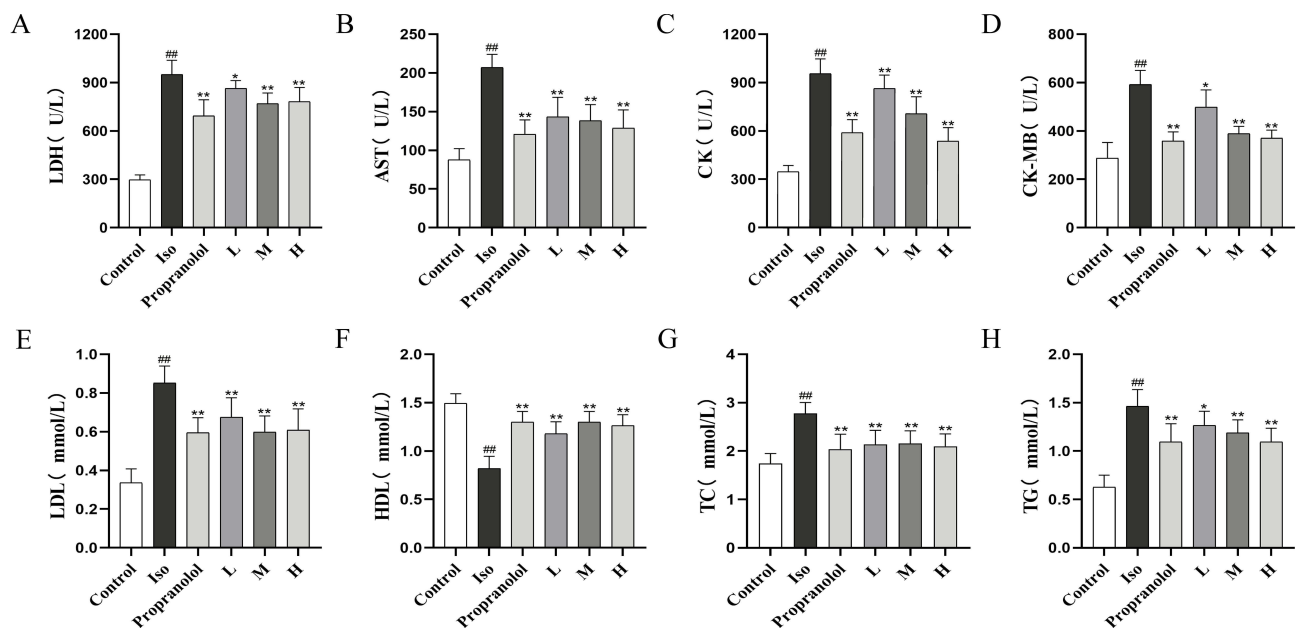 A
LDH( U/L)
1200
900
600
300
0
##
**
*
**
**
Control
Iso
Propranolol
L
M
H
B
AST( U/L)
250
200
150
100
50
0
##
**
**
**
**
Control
Iso
Propranolol
L
M
H
C
CK( U/L)
1200
900
600
300
0
##
**
**
**
**
Control
Iso
Propranolol
L
M
H
D
CK-MB( U/L)
800
600
400
200
0
##
**
*
**
**
Control
Iso
Propranolol
L
M
H
E
LDL( mmol/L)
1.0
0.8
0.6
0.4
0.2
0.0
##
**
**
**
**
Control
Iso
Propranolol
L
M
H
F
HDL( mmol/L)
2.0
1.5
1.0
0.5
0.0
##
**
**
**
**
Control
Iso
Propranolol
L
M
H
G
TC( mmol/L)
4
3
2
1
0
##
**
**
**
**
Control
Iso
Propranolol
L
M
H
H
TG( mmol/L)
2.0
1.5
1.0
0.5
0.0
##
**
*
**
**
Control
Iso
Propranolol
L
M
H